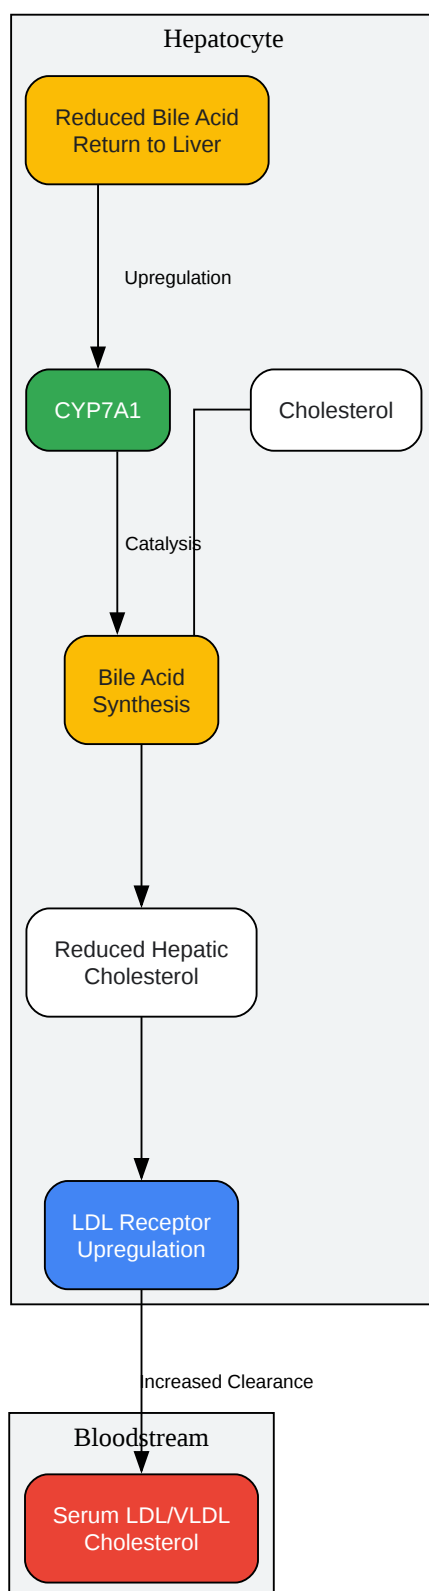 Hepatocyte
Reduced Bile Acid
Return to Liver
Upregulation
CYP7A1
Cholesterol
Catalysis
Bile Acid
Synthesis
Reduced Hepatic
Cholesterol
LDL Receptor
Upregulation
Increased Clearance
Bloodstream
Serum LDL/VLDL
Cholesterol